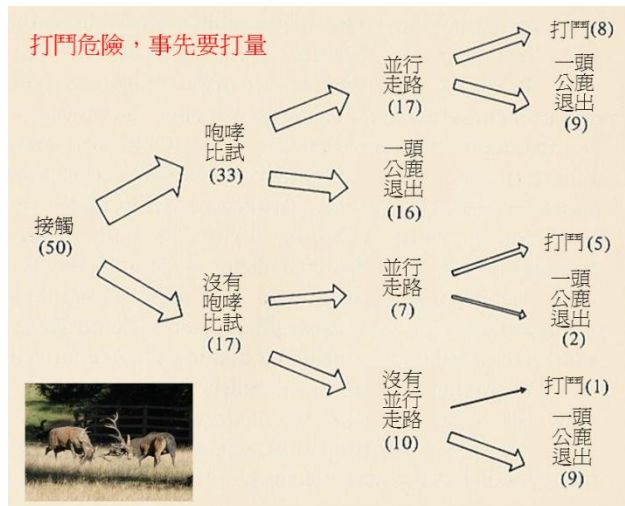 打鬥危險，事先要打量
接觸
(50)
咆哮
比試
(33)
沒有
咆哮
比試
(17)
並行
走路
(17)
一頭
公鹿
退出
(16)
並行
走路
(7)
沒有
並行
走路
(10)
打鬥(8)
一頭
公鹿
退出
(9)
打鬥(5)
一頭
公鹿
退出
(2)
打鬥(1)
一頭
公鹿
退出
(9)